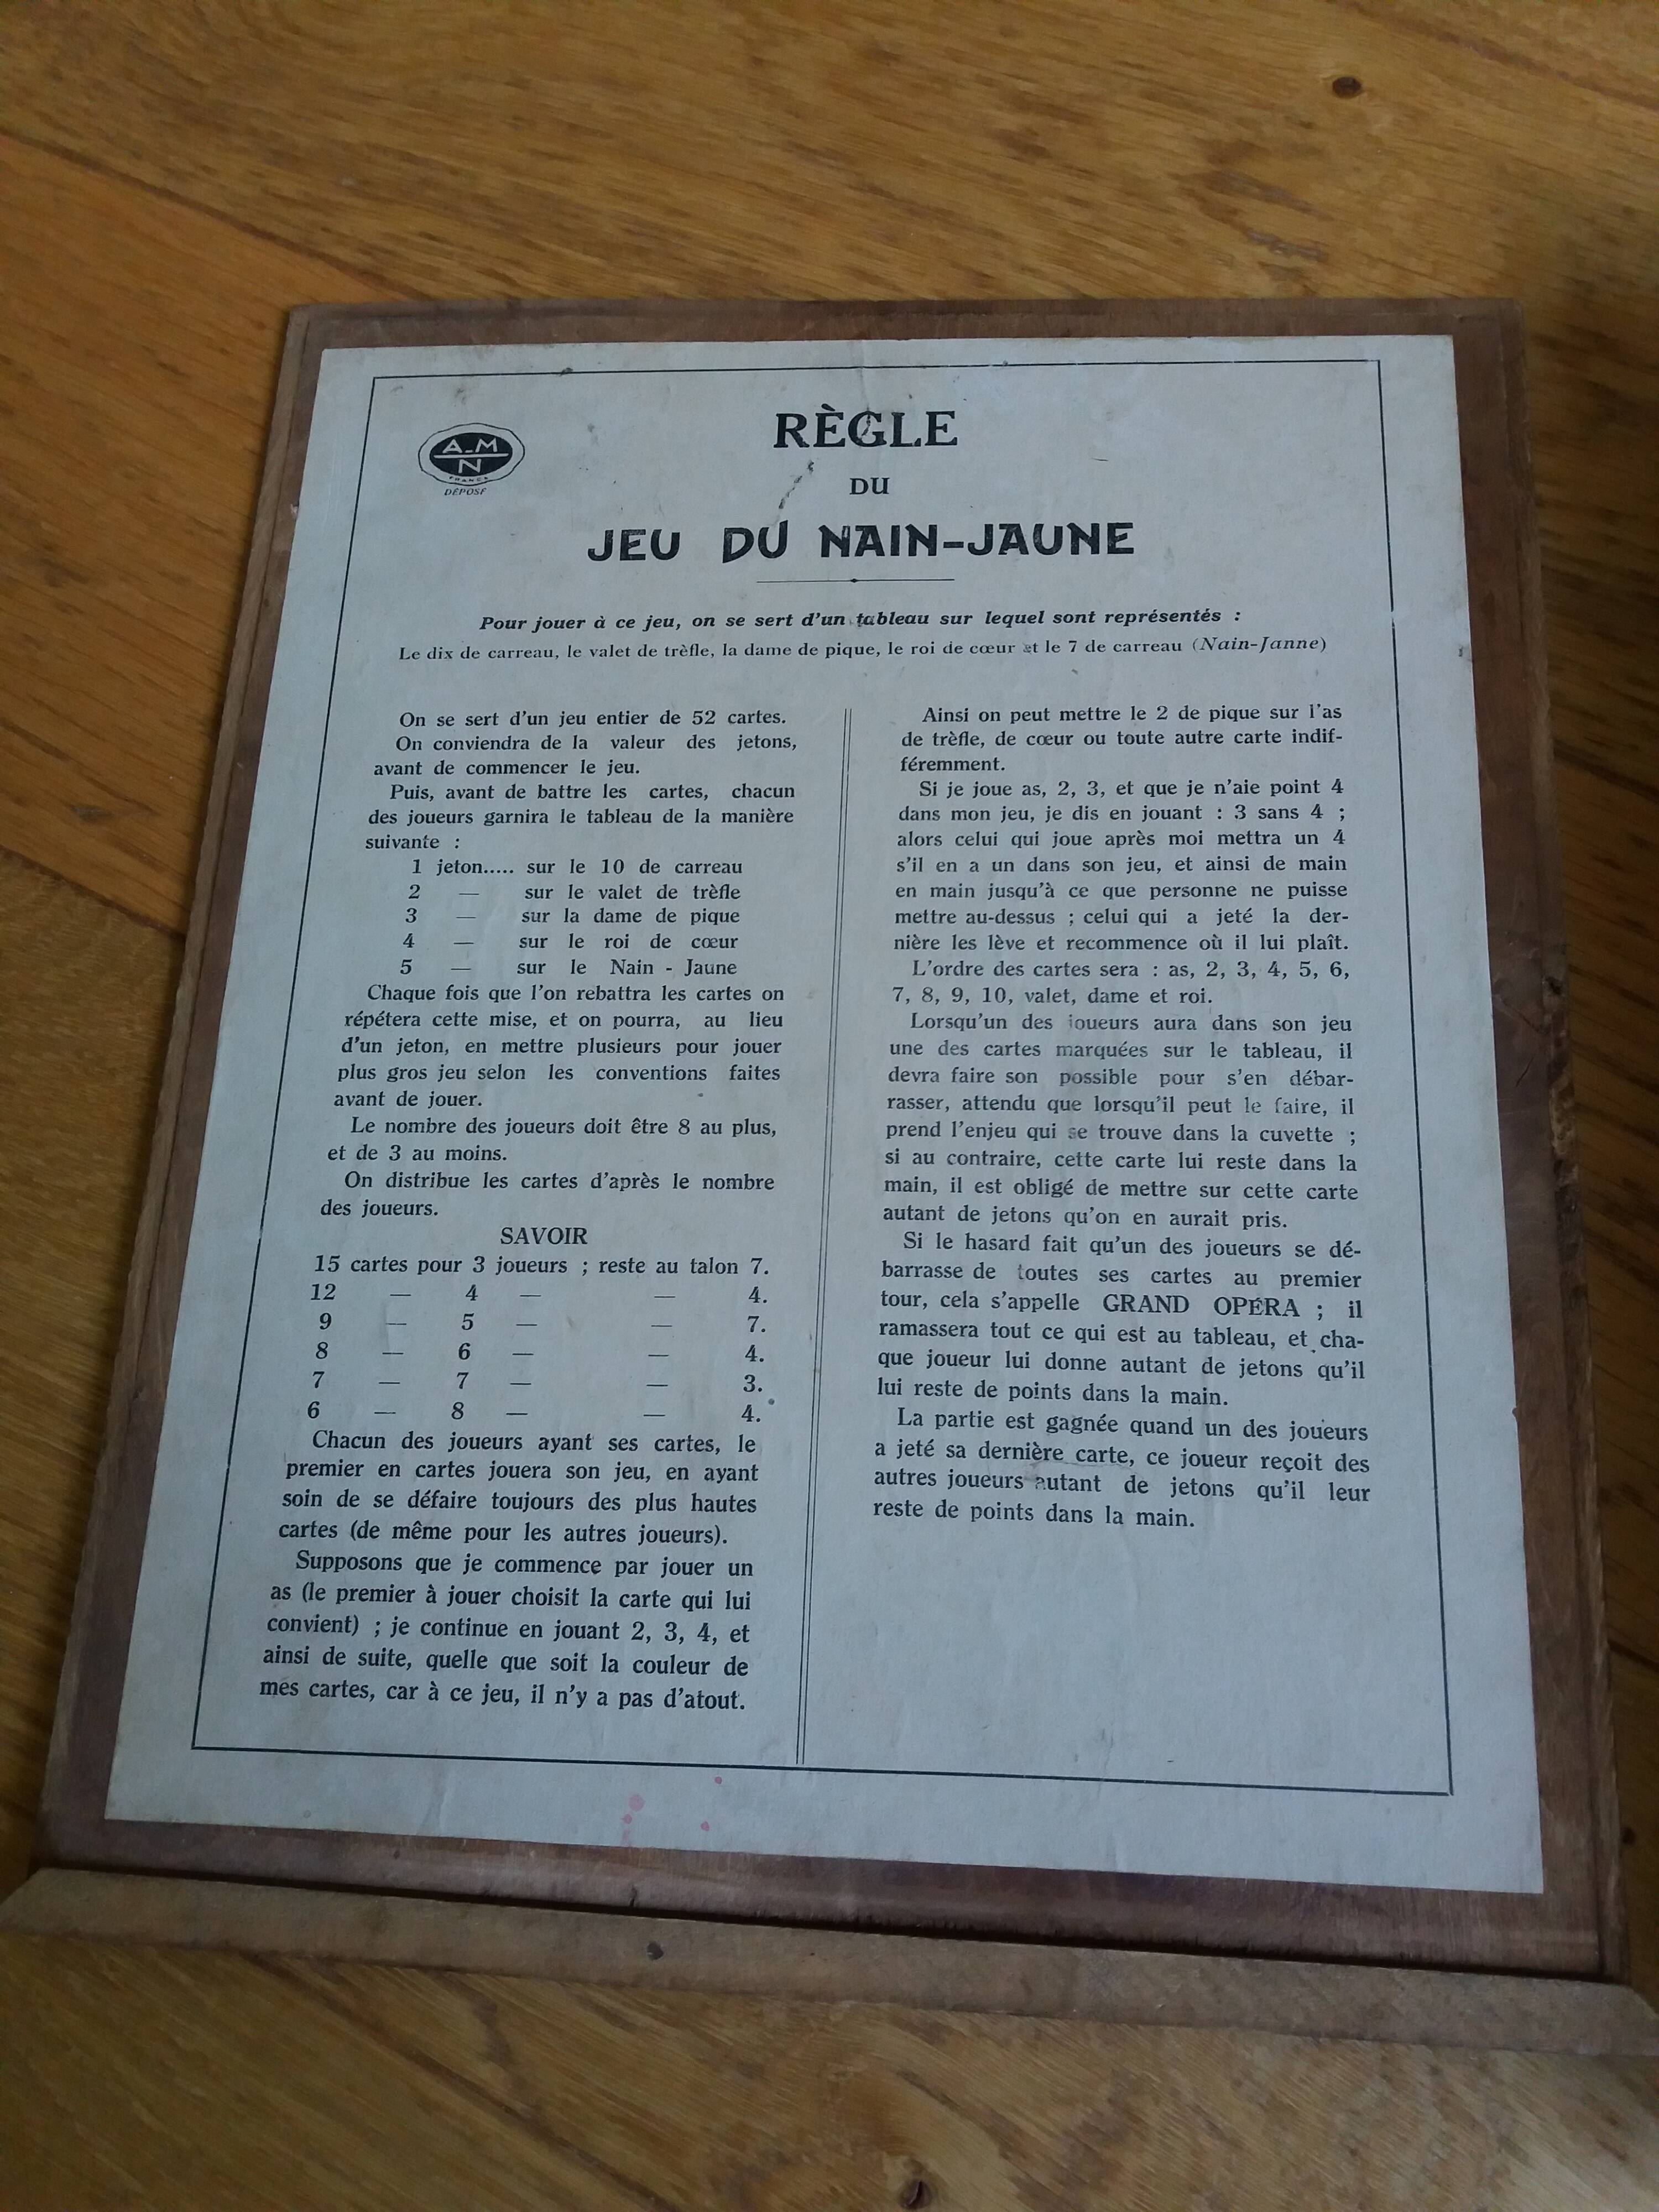 A-M
N
FRANCE
DÉPOSÉ
RÈGLE
DU
JEU DU NAIN-JAUNE
Pour jouer à ce jeu, on se sert d'un tableau sur lequel sont représentés :
Le dix de carreau, le valet de trèfle, la dame de pique, le roi de cœur et le 7 de carreau (Nain-Janne)
On se sert d'un jeu entier de 52 cartes.
On conviendra de la valeur des jetons,
avant de commencer le jeu.
Puis, avant de battre les cartes, chacun
des joueurs garnira le tableau de la manière
suivante :
1 jeton..... sur le 10 de carreau
2 — sur le valet de trèfle
3 — sur la dame de pique
4 — sur le roi de cœur
5 — sur le Nain - Jaune
Chaque fois que l'on rebattra les cartes on
répétera cette mise, et on pourra, au lieu
d'un jeton, en mettre plusieurs pour jouer
plus gros jeu selon les conventions faites
avant de jouer.
Le nombre des joueurs doit être 8 au plus,
et de 3 au moins.
On distribue les cartes d'après le nombre
des joueurs.
SAVOIR
15 cartes pour 3 joueurs ; reste au talon 7.
12 — 4 — — 4.
9 — 5 — — 7.
8 — 6 — — 4.
7 — 7 — — 3.
6 — 8 — — 4.
Chacun des joueurs ayant ses cartes, le
premier en cartes jouera son jeu, en ayant
soin de se défaire toujours des plus hautes
cartes (de même pour les autres joueurs).
Supposons que je commence par jouer un
as (le premier à jouer choisit la carte qui lui
convient) ; je continue en jouant 2, 3, 4, et
ainsi de suite, quelle que soit la couleur de
mes cartes, car à ce jeu, il n'y a pas d'atout.
Ainsi on peut mettre le 2 de pique sur l'as
de trèfle, de cœur ou toute autre carte indif-
féremment.
Si je joue as, 2, 3, et que je n'aie point 4
dans mon jeu, je dis en jouant : 3 sans 4 ;
alors celui qui joue après moi mettra un 4
s'il en a un dans son jeu, et ainsi de main
en main jusqu'à ce que personne ne puisse
mettre au-dessus ; celui qui a jeté la der-
nière les lève et recommence où il lui plaît.
L'ordre des cartes sera : as, 2, 3, 4, 5, 6,
7, 8, 9, 10, valet, dame et roi.
Lorsqu'un des joueurs aura dans son jeu
une des cartes marquées sur le tableau, il
devra faire son possible pour s'en débar-
rasser, attendu que lorsqu'il peut le faire, il
prend l'enjeu qui se trouve dans la cuvette ;
si au contraire, cette carte lui reste dans la
main, il est obligé de mettre sur cette carte
autant de jetons qu'on en aurait pris.
Si le hasard fait qu'un des joueurs se dé-
barrasse de toutes ses cartes au premier
tour, cela s'appelle GRAND OPÉRA ; il
ramassera tout ce qui est au tableau, et cha-
que joueur lui donne autant de jetons qu'il
lui reste de points dans la main.
La partie est gagnée quand un des joueurs
a jeté sa dernière carte, ce joueur reçoit des
autres joueurs autant de jetons qu'il leur
reste de points dans la main.